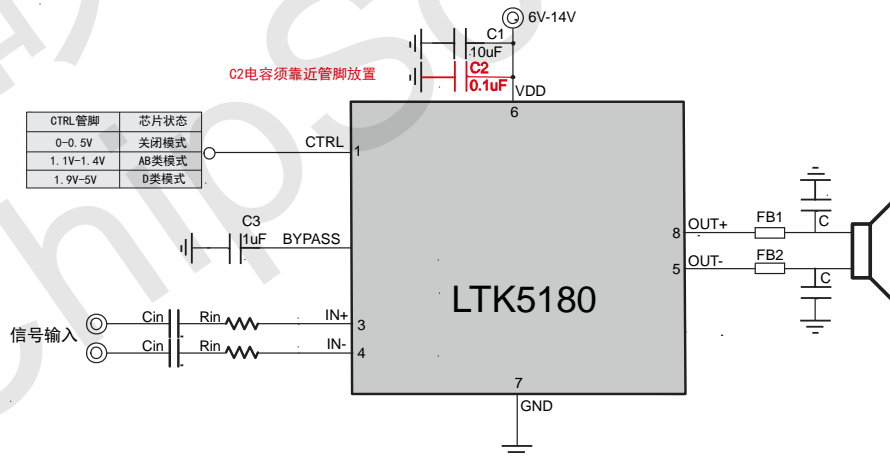 6V-14V
C1
10uF
C2电容须靠近管脚放置
C2
0.1uF
VDD
6
CTRL管脚 芯片状态
0-0.5V 关闭模式
1.1V-1.4V AB类模式
1.9V-5V D类模式
CTRL
1
C3
1uF
BYPASS
LTK5180
8
OUT+
FB1
C
5
OUT-
FB2
C
信号输入
Cin
Rin
IN+
3
Cin
Rin
IN-
4
7
GND